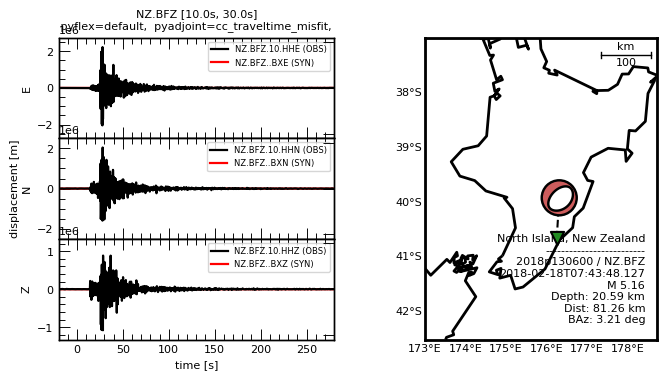 NZ.BFZ [10.0s, 30.0s]
pyflex=default,  pyadjoint=cc_traveltime_misfit,
1e6
NZ.BFZ.10.HHE (OBS)
NZ.BFZ..BXE (SYN)
2
0
−2
E
1e6
NZ.BFZ.10.HHN (OBS)
NZ.BFZ..BXN (SYN)
2
0
−2
N
displacement [m]
1e6
NZ.BFZ.10.HHZ (OBS)
NZ.BFZ..BXZ (SYN)
1
0
−1
Z
0 50 100 150 200 250
time [s]
km
100
38°S
39°S
40°S
41°S
42°S
North Island, New Zealand
2018p130600 / NZ.BFZ
2018-02-18T07:43:48.127
M 5.16
Depth: 20.59 km
Dist: 81.26 km
BAz: 3.21 deg
173°E 174°E 175°E 176°E 177°E 178°E